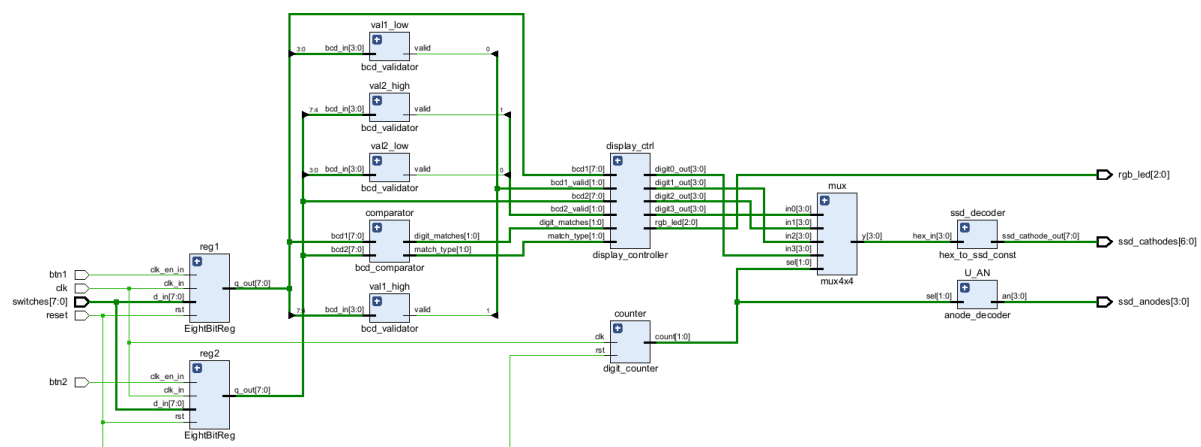 val1_low
3:0
bcd_in[3:0]
valid
0
bcd_validator
val2_high
7:4
bcd_in[3:0]
valid
1
bcd_validator
val2_low
3:0
bcd_in[3:0]
valid
0
bcd_validator
comparator
bcd1[7:0]
digit_matches[1:0]
bcd2[7:0]
match_type[1:0]
bcd_comparator
val1_high
bcd_in[3:0]
valid
1
bcd_validator
reg1
clk_en_in
clk_in
q_out[7:0]
d_in[7:0]
rst
EightBitReg
btn1
clk
switches[7:0]
reset
reg2
btn2
clk_en_in
clk_in
q_out[7:0]
d_in[7:0]
rst
EightBitReg
display_ctrl
bcd1[7:0]
digit0_out[3:0]
bcd1_valid[1:0]
digit1_out[3:0]
bcd2[7:0]
digit2_out[3:0]
bcd2_valid[1:0]
digit3_out[3:0]
digit_matches[1:0]
rgb_led[2:0]
match_type[1:0]
display_controller
counter
clk
count[1:0]
rst
digit_counter
mux
in0[3:0]
in1[3:0]
in2[3:0]
y[3:0]
in3[3:0]
sel[1:0]
mux4x4
ssd_decoder
hex_in[3:0]
ssd_cathode_out[7:0]
hex_to_ssd_const
U_AN
sel[1:0]
an[3:0]
anode_decoder
rgb_led[2:0]
ssd_cathodes[6:0]
ssd_anodes[3:0]